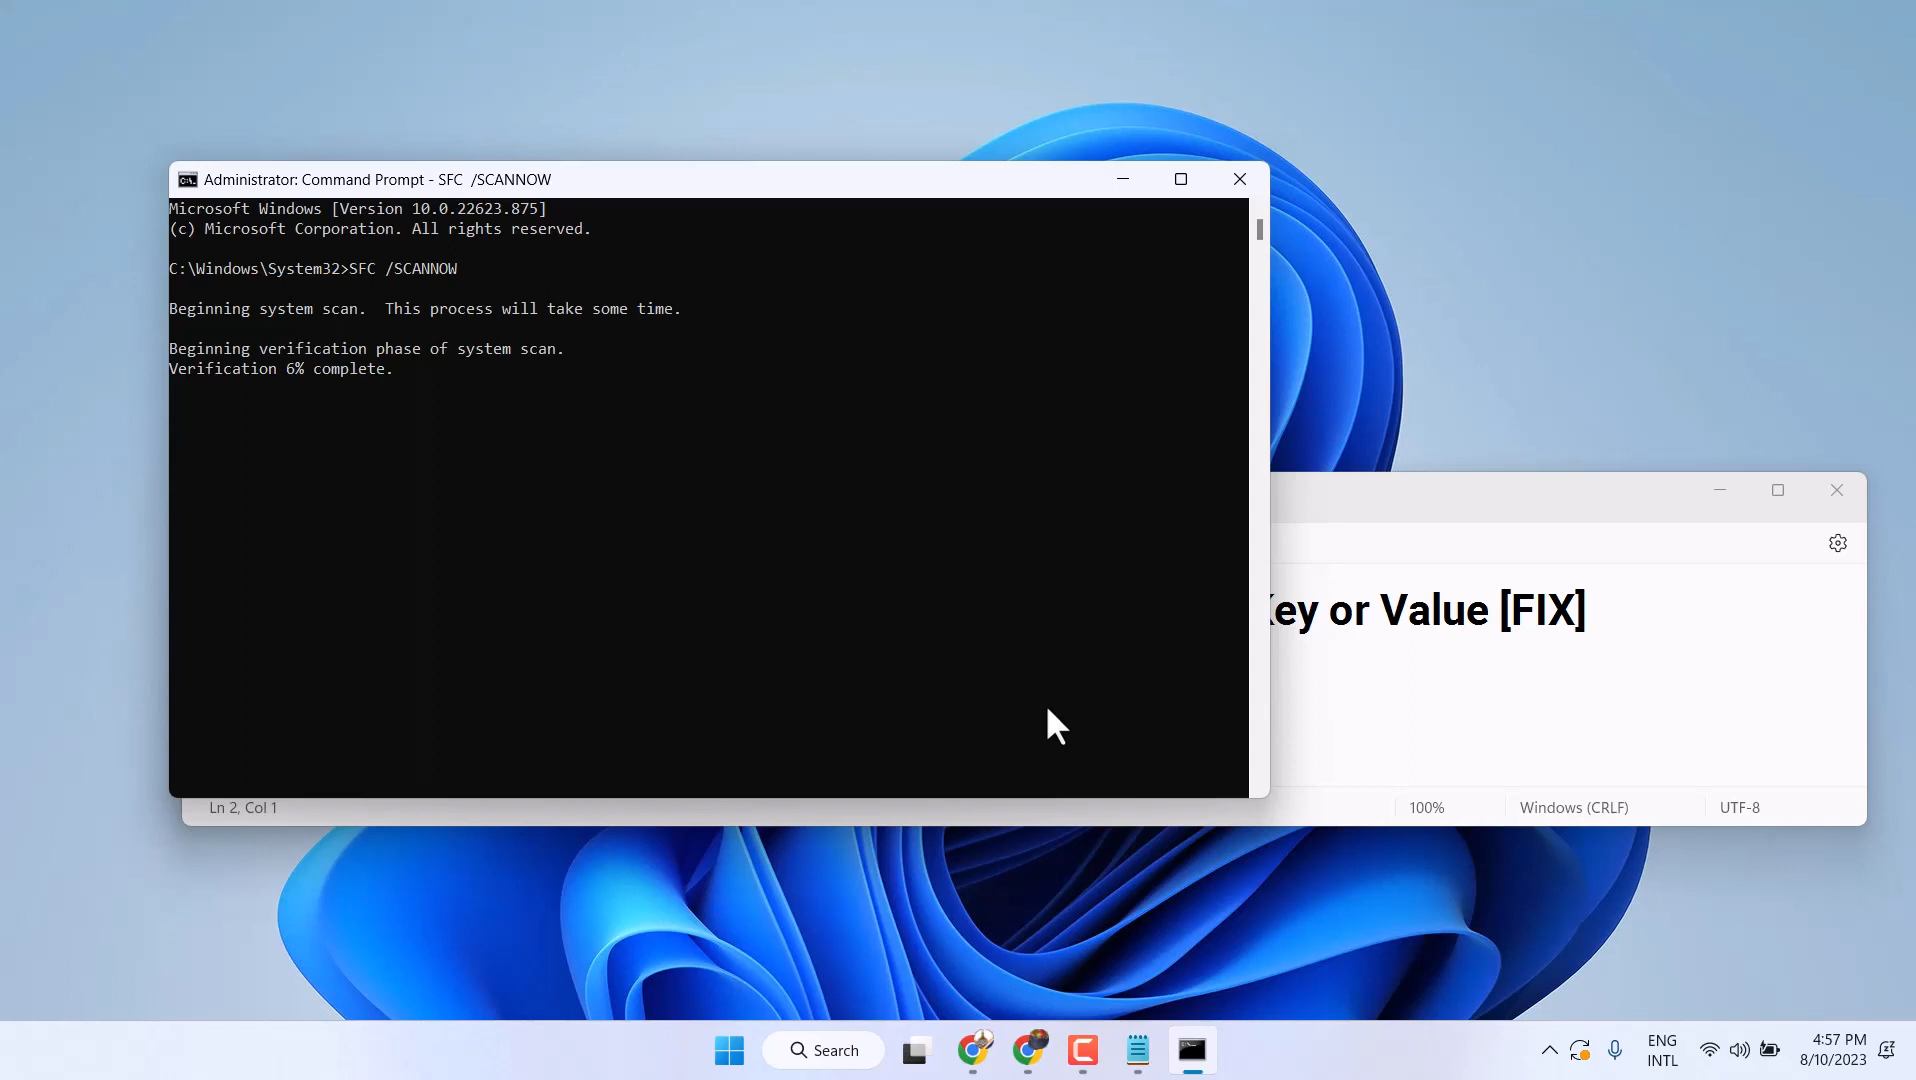 Administrator: Command Prompt - SFC  /SCANNOW
Microsoft Windows [Version 10.0.22623.875]
(c) Microsoft Corporation. All rights reserved.
C:\Windows\System32>SFC /SCANNOW
Beginning system scan.  This process will take some time.
Beginning verification phase of system scan.
Verification 6% complete.
Key or Value [FIX]
Ln 2, Col 1
100%
Windows (CRLF)
UTF-8
Search
ENG
INTL
4:57 PM
8/10/2023